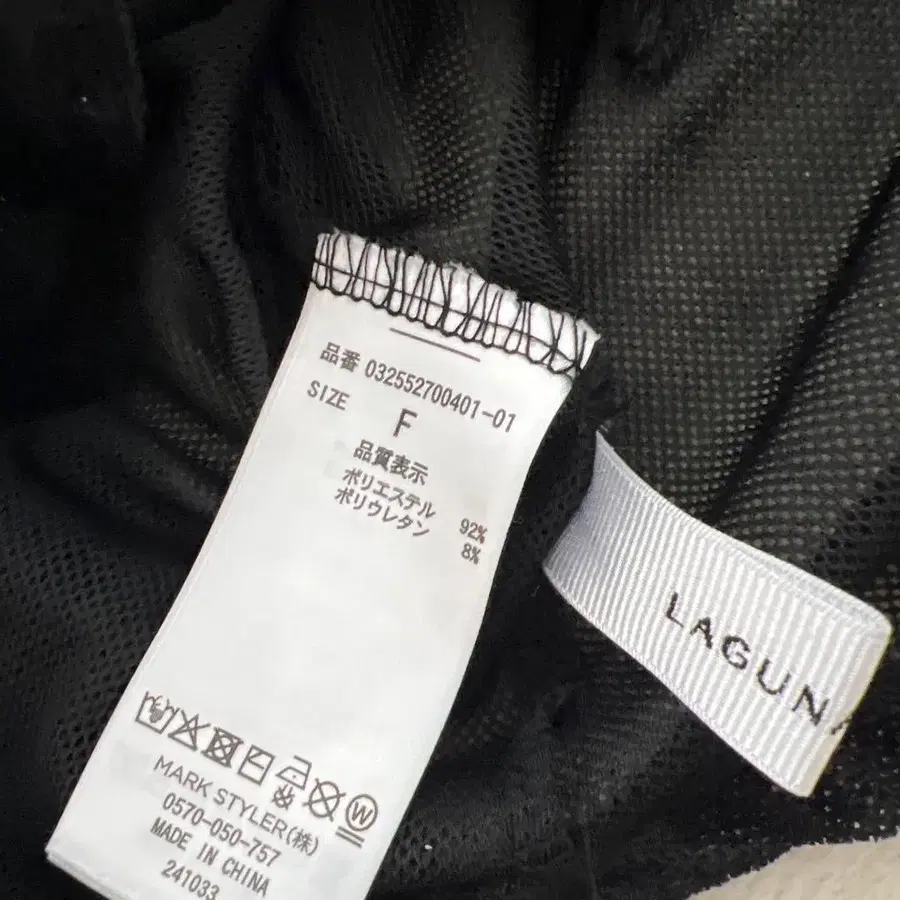 品番 032552700401-01
SIZE F
品質表示
ポリエステル 92%
ポリウレタン 8%
MARK STYLER(株)
0570-050-757
MADE IN CHINA
241033
LAGUNA